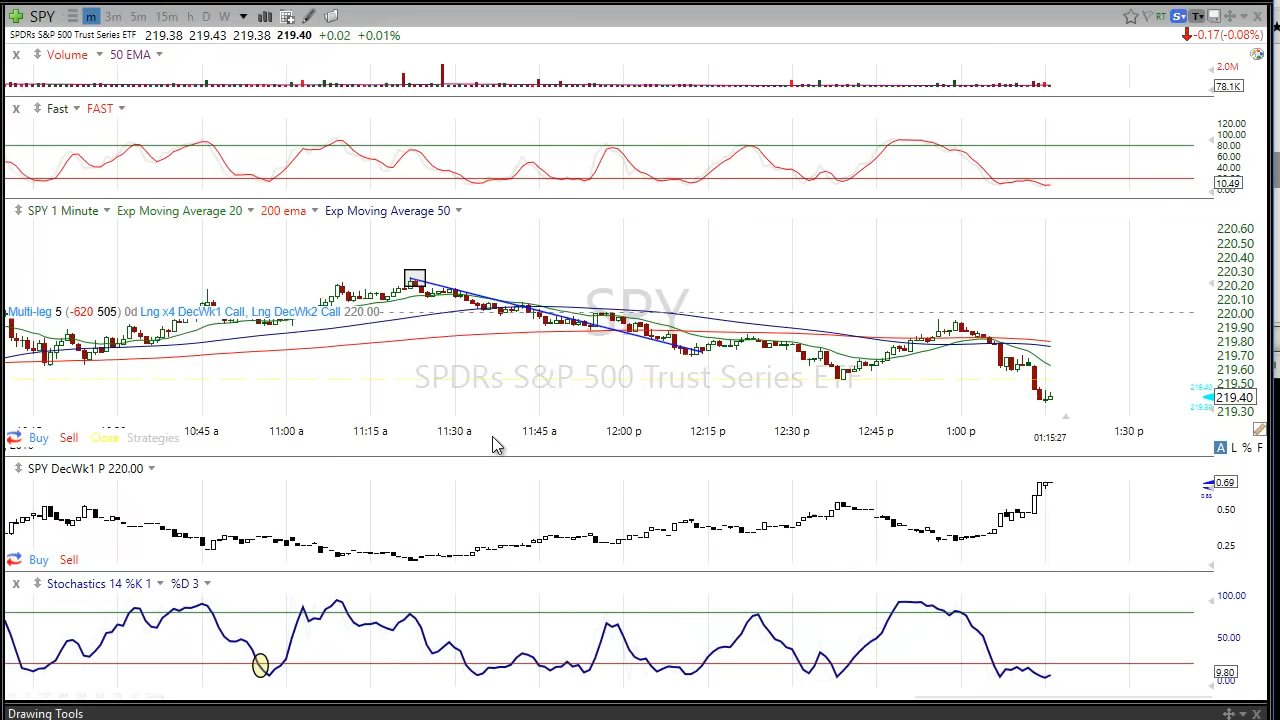 SPY m 3m 5m 15m h D W RT S T
SPDRs S&P 500 Trust Series ETF 219.38 219.43 219.38 219.40 +0.02 +0.01% -0.17(-0.08%)
x Volume 50 EMA 2.0M
78.1K
x Fast FAST
120.00
100.00
80.00
60.00
40.00
10.49
0.00
SPY 1 Minute Exp Moving Average 20 200 ema Exp Moving Average 50
220.60
220.50
220.40
220.30
220.20
220.10
Multi-leg 5 (-620 505) 0d Lng x4 DecWk1 Call, Lng DecWk2 Call 220.00
SPY
220.00
219.90
219.80
219.70
219.60
SPDRs S&P 500 Trust Series ETF
219.50
219.40
219.40
219.30
Buy Sell Close Strategies
10:45 a 11:00 a 11:15 a 11:30 a 11:45 a 12:00 p 12:15 p 12:30 p 12:45 p 1:00 p 01:15:27 1:30 p
A L % F
SPY DecWk1 P 220.00
0.69
0.50
0.25
Buy Sell
x Stochastics 14 %K 1 %D 3
100.00
50.00
9.80
0.00
Drawing Tools